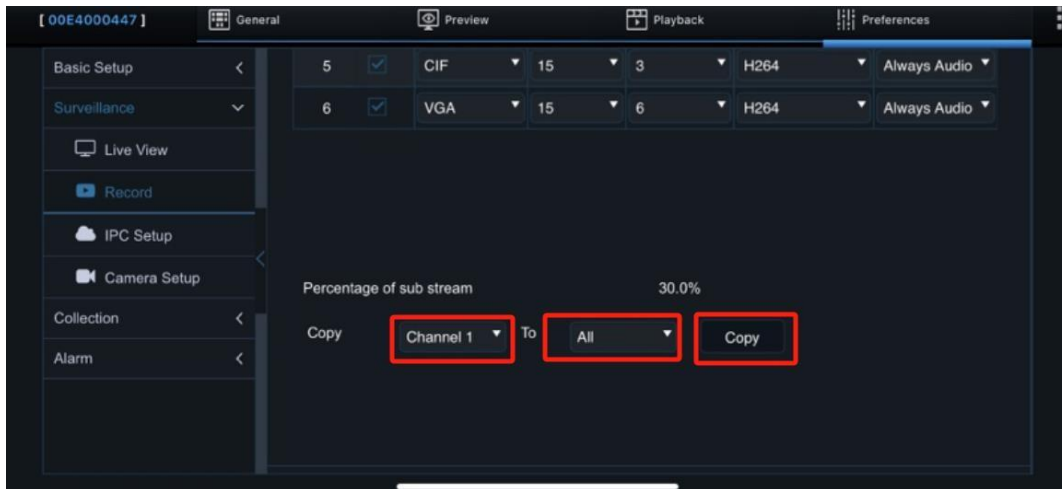 [ 00E4000447 ] General Preview Playback Preferences
Basic Setup
Surveillance
Live View
Record
IPC Setup
Camera Setup
Collection
Alarm
5 CIF 15 3 H264 Always Audio
6 VGA 15 6 H264 Always Audio
Percentage of sub stream 30.0%
Copy Channel 1 To All Copy